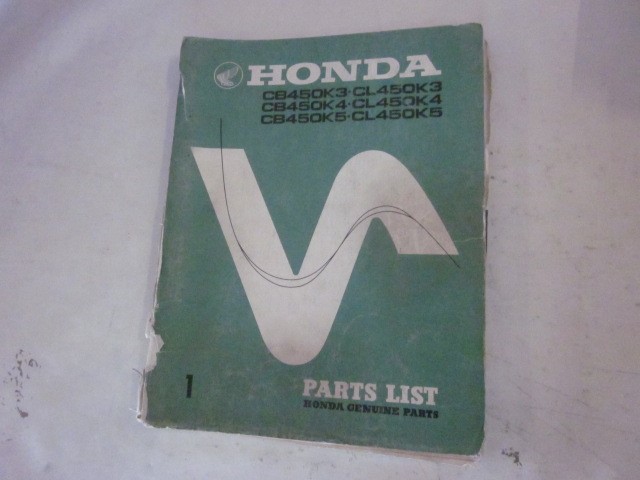 HONDA
CB450K3·CL450K3
CB450K4·CL450K4
CB450K5·CL450K5
1
PARTS LIST
HONDA GENUINE PARTS